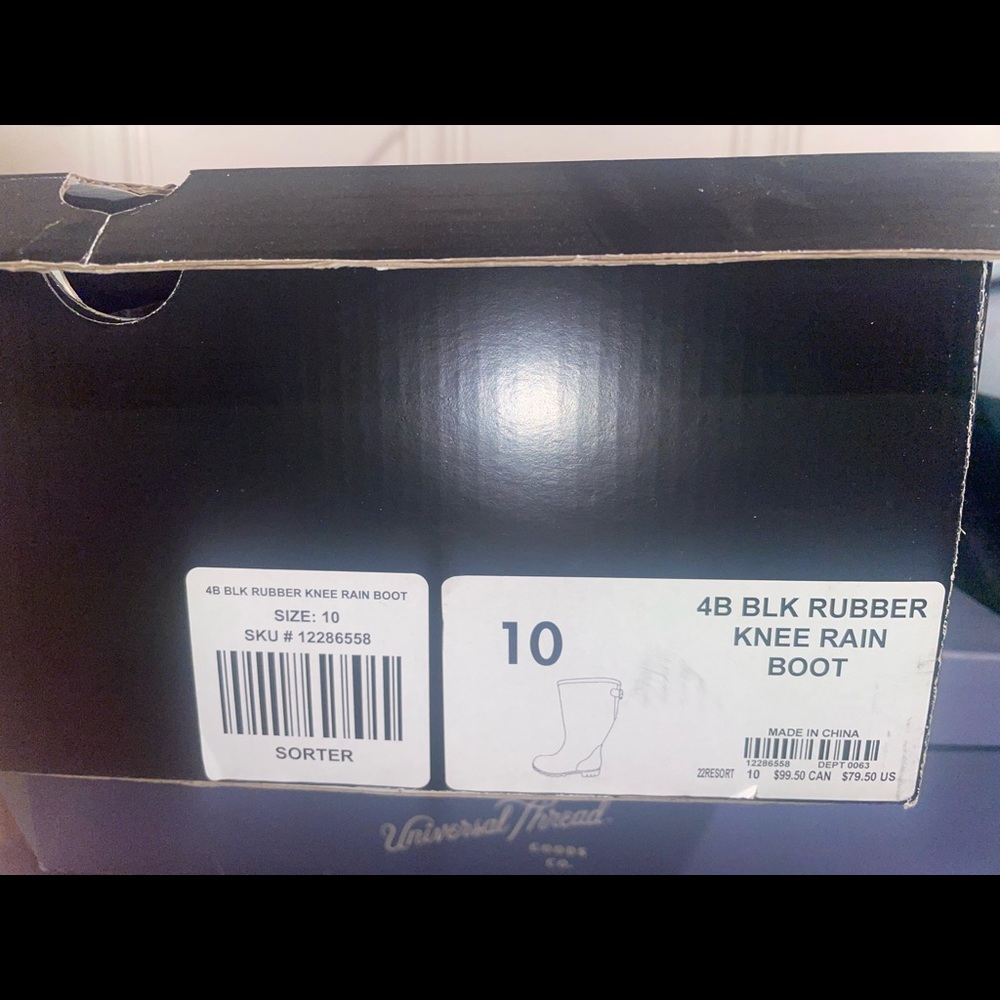 4B BLK RUBBER KNEE RAIN BOOT
SIZE: 10
SKU # 12286558
SORTER
10
4B BLK RUBBER
KNEE RAIN
BOOT
MADE IN CHINA
12286558 DEPT 0063
22RESORT 10 $99.50 CAN $79.50 US
Universal Thread
GOODS
CO.